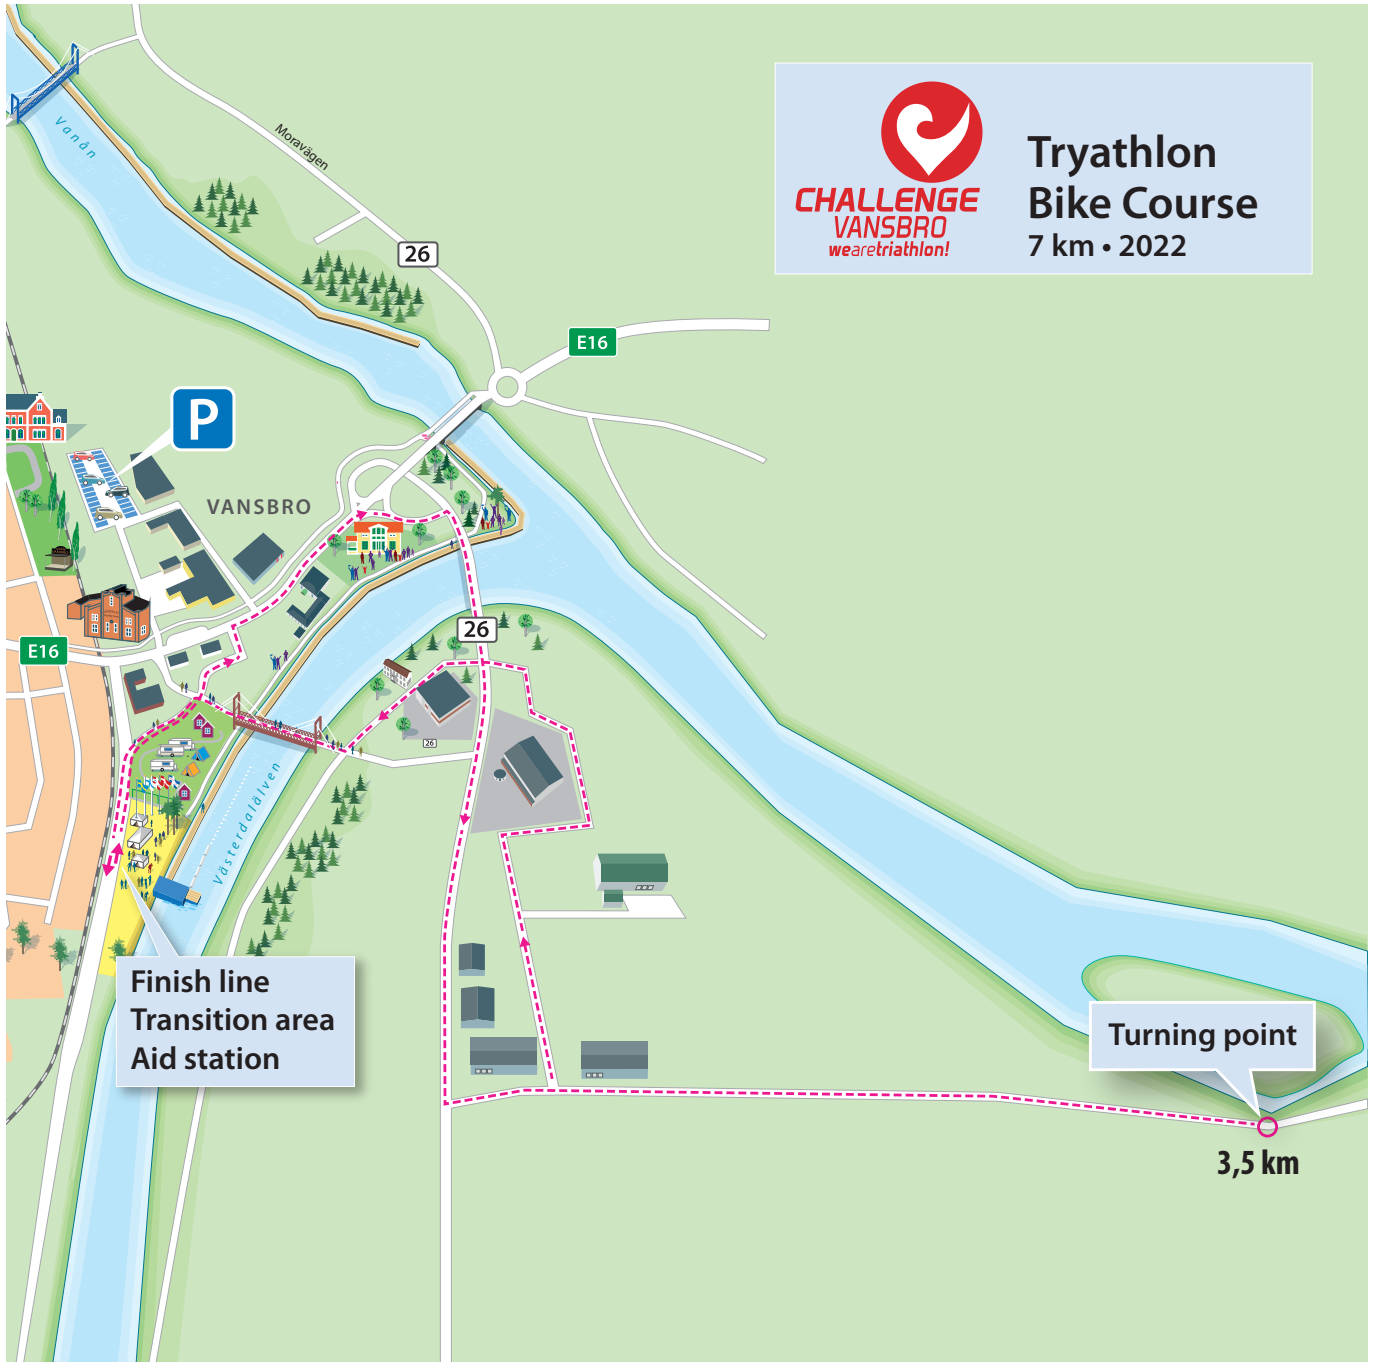 Vanån
Moravägen
CHALLENGE
VANSBRO
wearetriathlon!
Tryathlon
Bike Course
7 km • 2022
26
E16
P
VANSBRO
26
E16
26
Västerdalälven
Finish line
Transition area
Aid station
Turning point
3,5 km